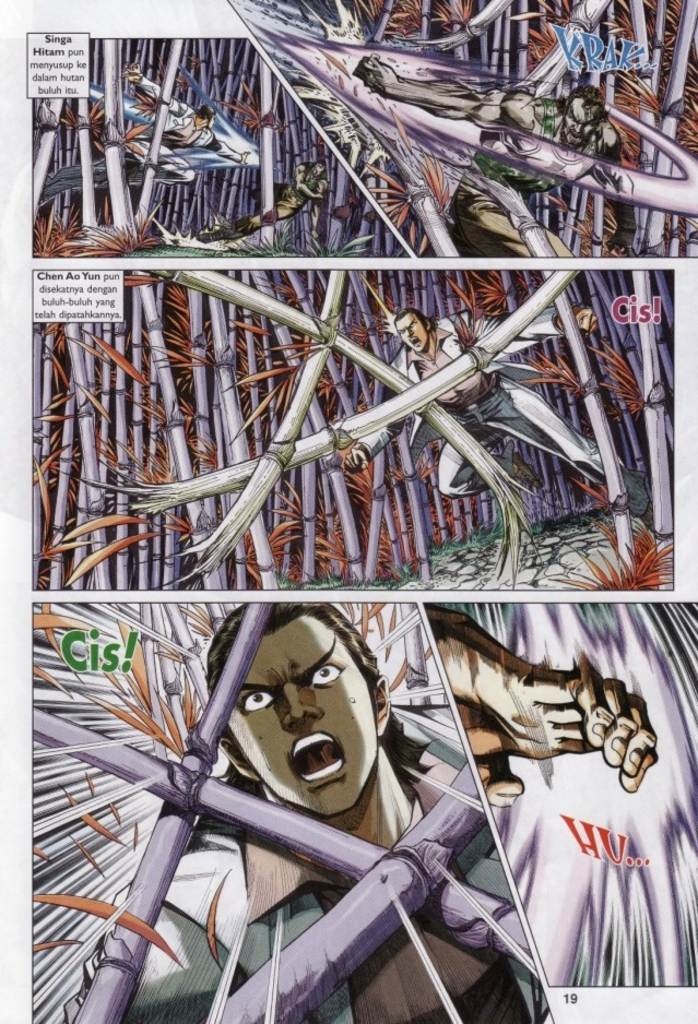 Singa
Hitam pun
menyusup ke
dalam hutan
buluh itu.
KRAK...
Chen Ao Yun pun
disekatnya dengan
buluh-buluh yang
telah dipatahkannya.
Cis!
Cis!
HU...
19